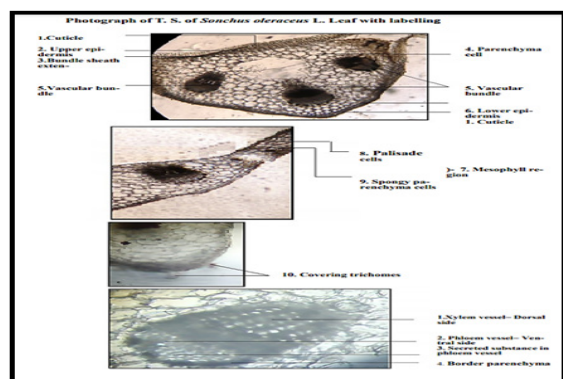 Photograph of T. S. of Sonchus oleraceus L. Leaf with labelling
1.Cuticle
2. Upper epi-
dermis
3.Bundle sheath
exten-
5.Vascular bun-
dle
4. Parenchyma
cell
5. Vascular
bundle
6. Lower epi-
dermis
1. Cuticle
8. Palisade
cells
9. Spongy pa-
renchyma cells
)- 7. Mesophyll re-
gion
10. Covering trichomes
1.Xylem vessel– Dorsal
side
2. Phloem vessel– Ven-
tral side
3. Secreted substance in
phloem vessel
4. Border parenchyma